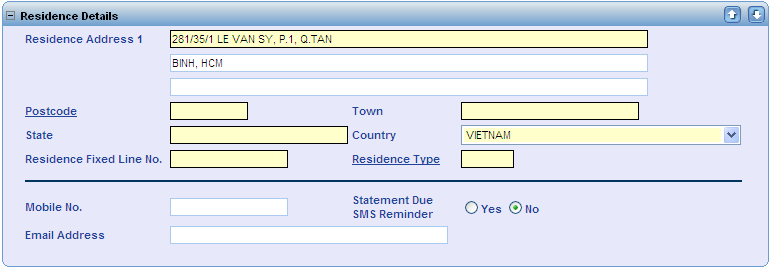 Residence Details
Residence Address 1 281/35/1 LE VAN SY, P.1, Q.TAN
BINH, HCM
Postcode Town
State Country VIETNAM
Residence Fixed Line No. Residence Type
Mobile No. Statement Due
SMS Reminder Yes No
Email Address